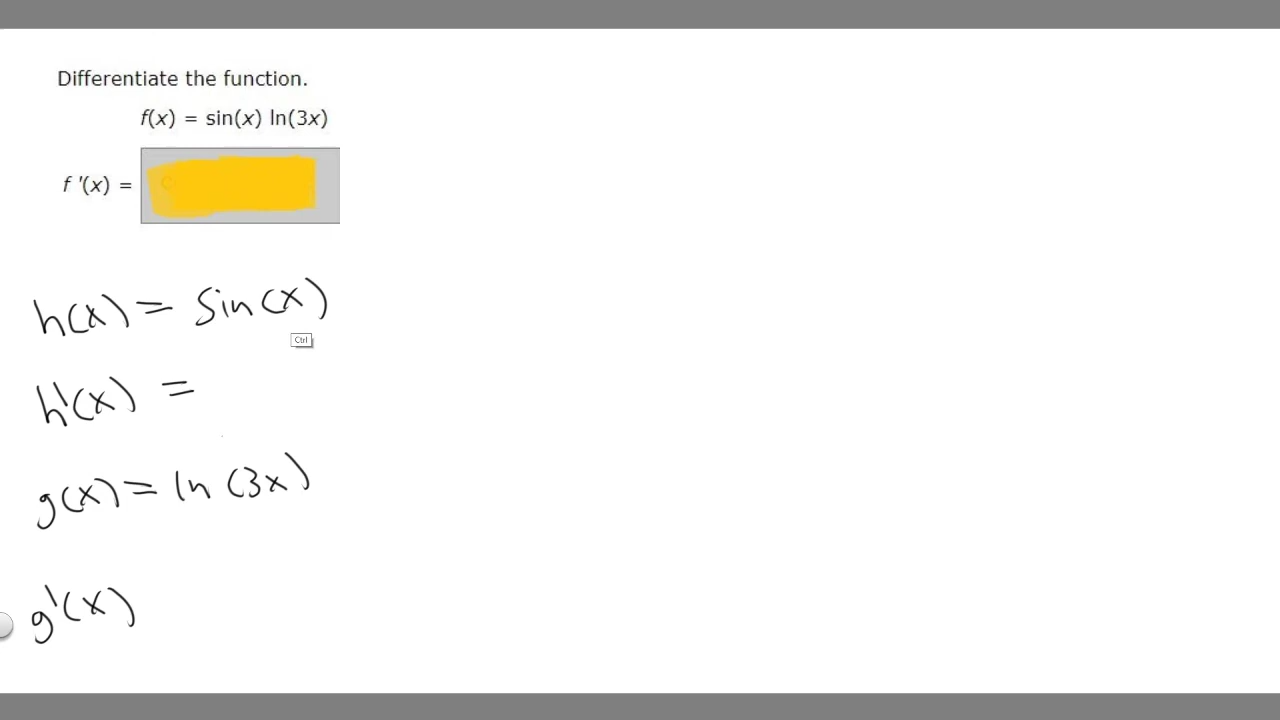 Differentiate the function.
f(x) = sin(x) ln(3x)
f '(x) =
h(x) = sin(x)
Ctrl
h'(x) =
g(x) = ln(3x)
g'(x)